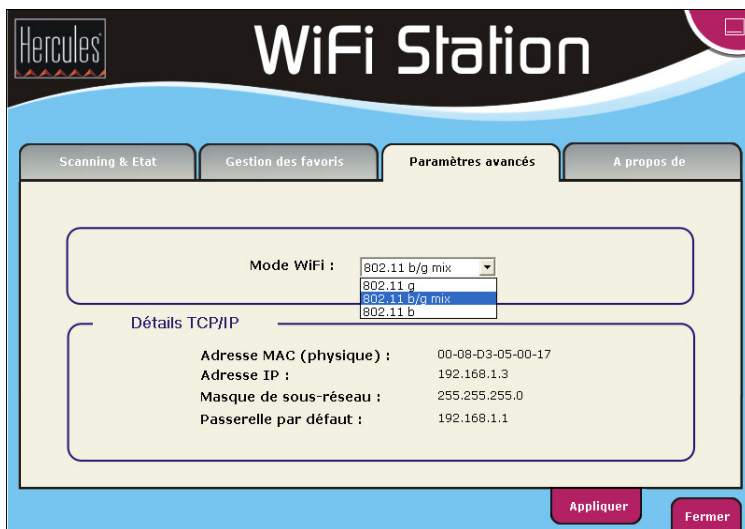 Hercules
WiFi Station
Scanning & Etat
Gestion des favoris
Paramètres avancés
A propos de
Mode WiFi :
802.11 b/g mix
802.11 g
802.11 b/g mix
802.11 b
Détails TCP/IP
Adresse MAC (physique) : 00-08-D3-05-00-17
Adresse IP : 192.168.1.3
Masque de sous-réseau : 255.255.255.0
Passerelle par défaut : 192.168.1.1
Appliquer
Fermer